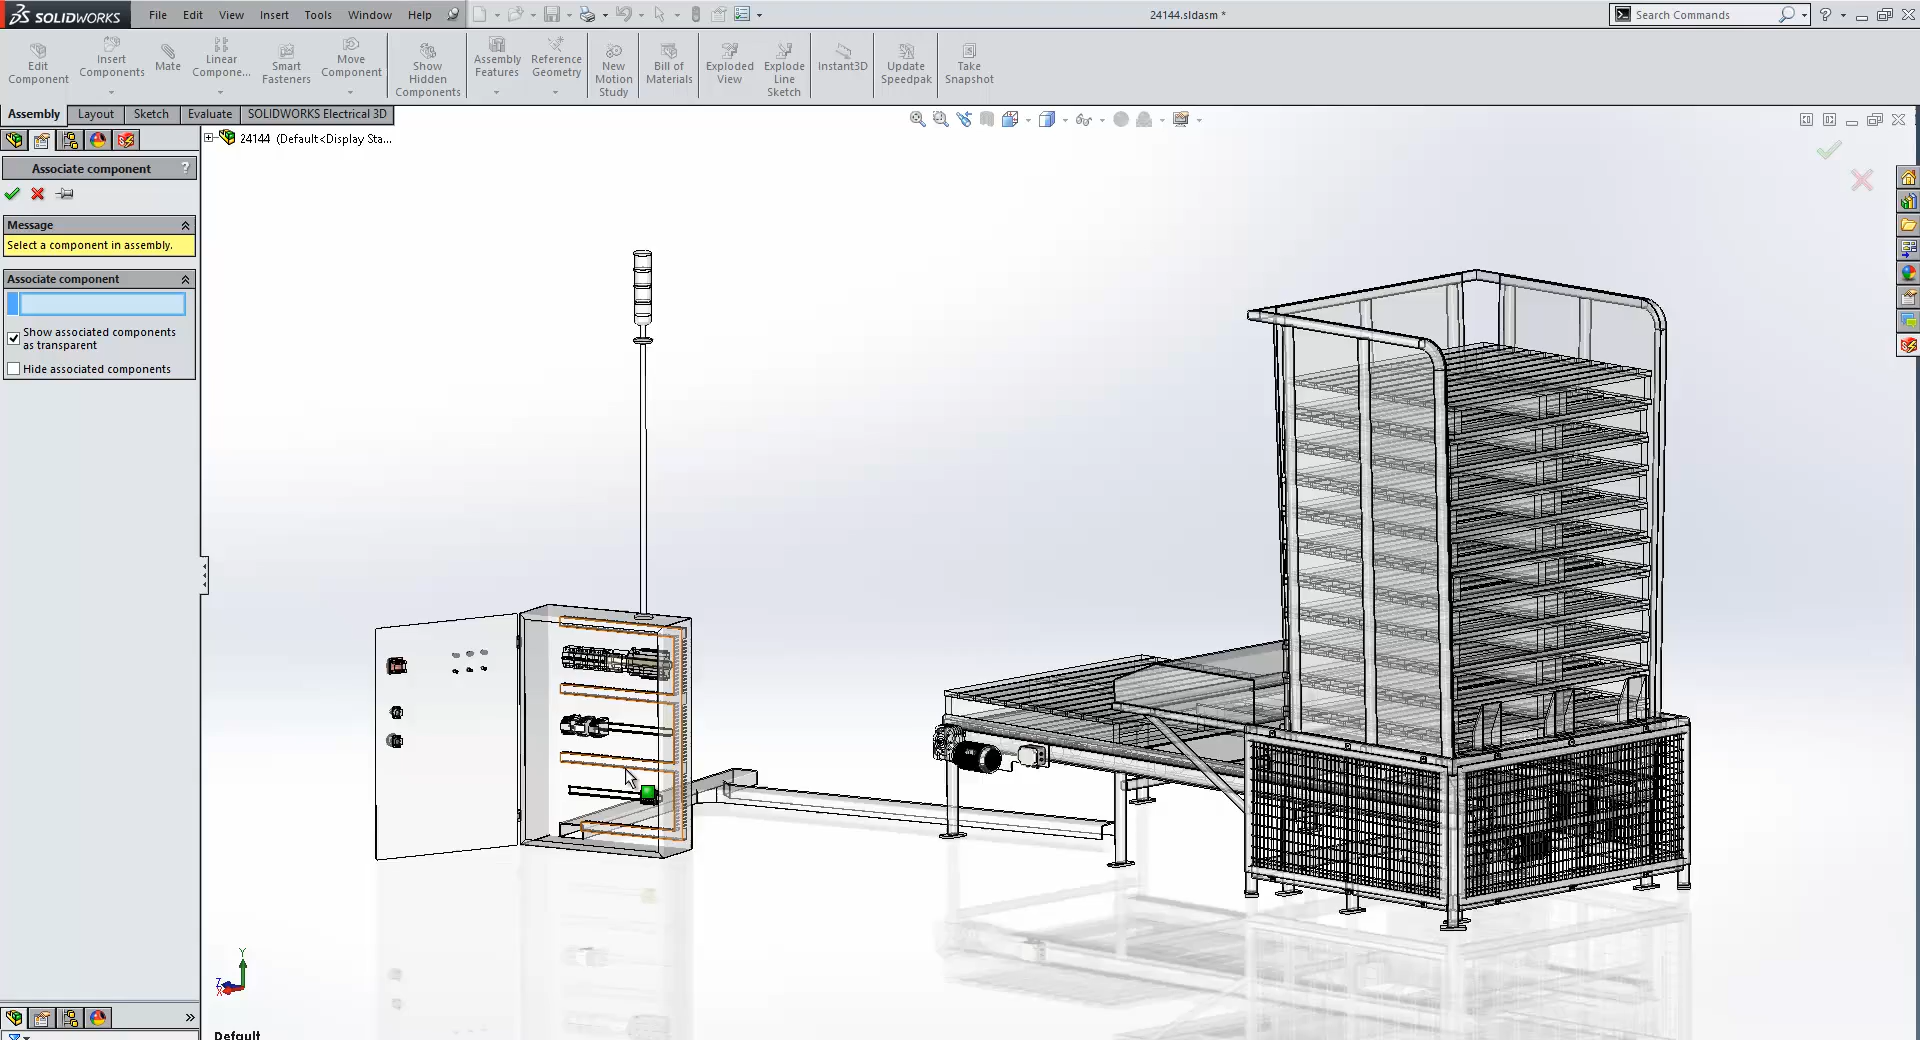 SOLIDWORKS File Edit View Insert Tools Window Help 24144.sldasm * Search Commands
Edit Component
Insert Components
Mate
Linear Compone...
Smart Fasteners
Move Component
Show Hidden Components
Assembly Features
Reference Geometry
New Motion Study
Bill of Materials
Exploded View
Explode Line Sketch
Instant3D
Update Speedpak
Take Snapshot
Assembly Layout Sketch Evaluate SOLIDWORKS Electrical 3D
24144 (Default<Display Sta...
Associate component ?
Message
Select a component in assembly.
Associate component
Show associated components
as transparent
Hide associated components
Y
Z
X
Default